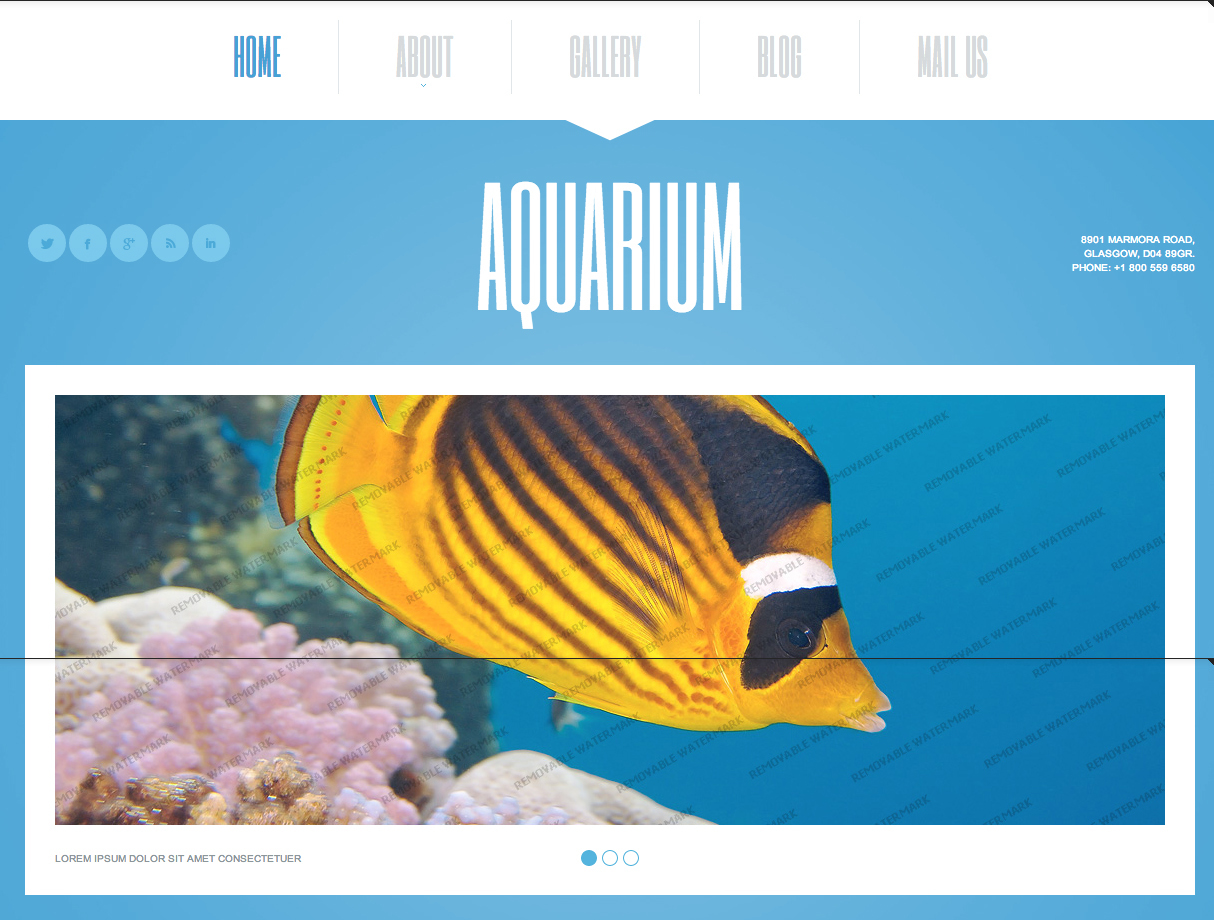 HOME
ABOUT
GALLERY
BLOG
MAIL US
AQUARIUM
8901 MARMORA ROAD,
GLASGOW, D04 89GR.
PHONE: +1 800 559 6580
REMOVABLE WATERMARK
LOREM IPSUM DOLOR SIT AMET CONSECTETUER